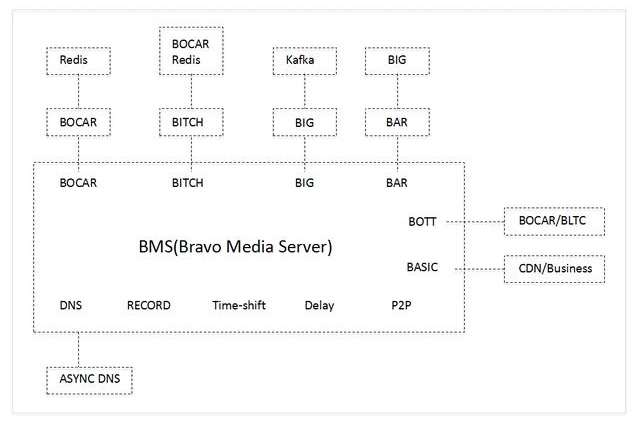 Redis
BOCAR
Redis
Kafka
BIG
BOCAR
BITCH
BIG
BAR
BOCAR
BITCH
BIG
BAR
BOTT
BOCAR/BLTC
BMS(Bravo Media Server)
BASIC
CDN/Business
DNS
RECORD
Time-shift
Delay
P2P
ASYNC DNS